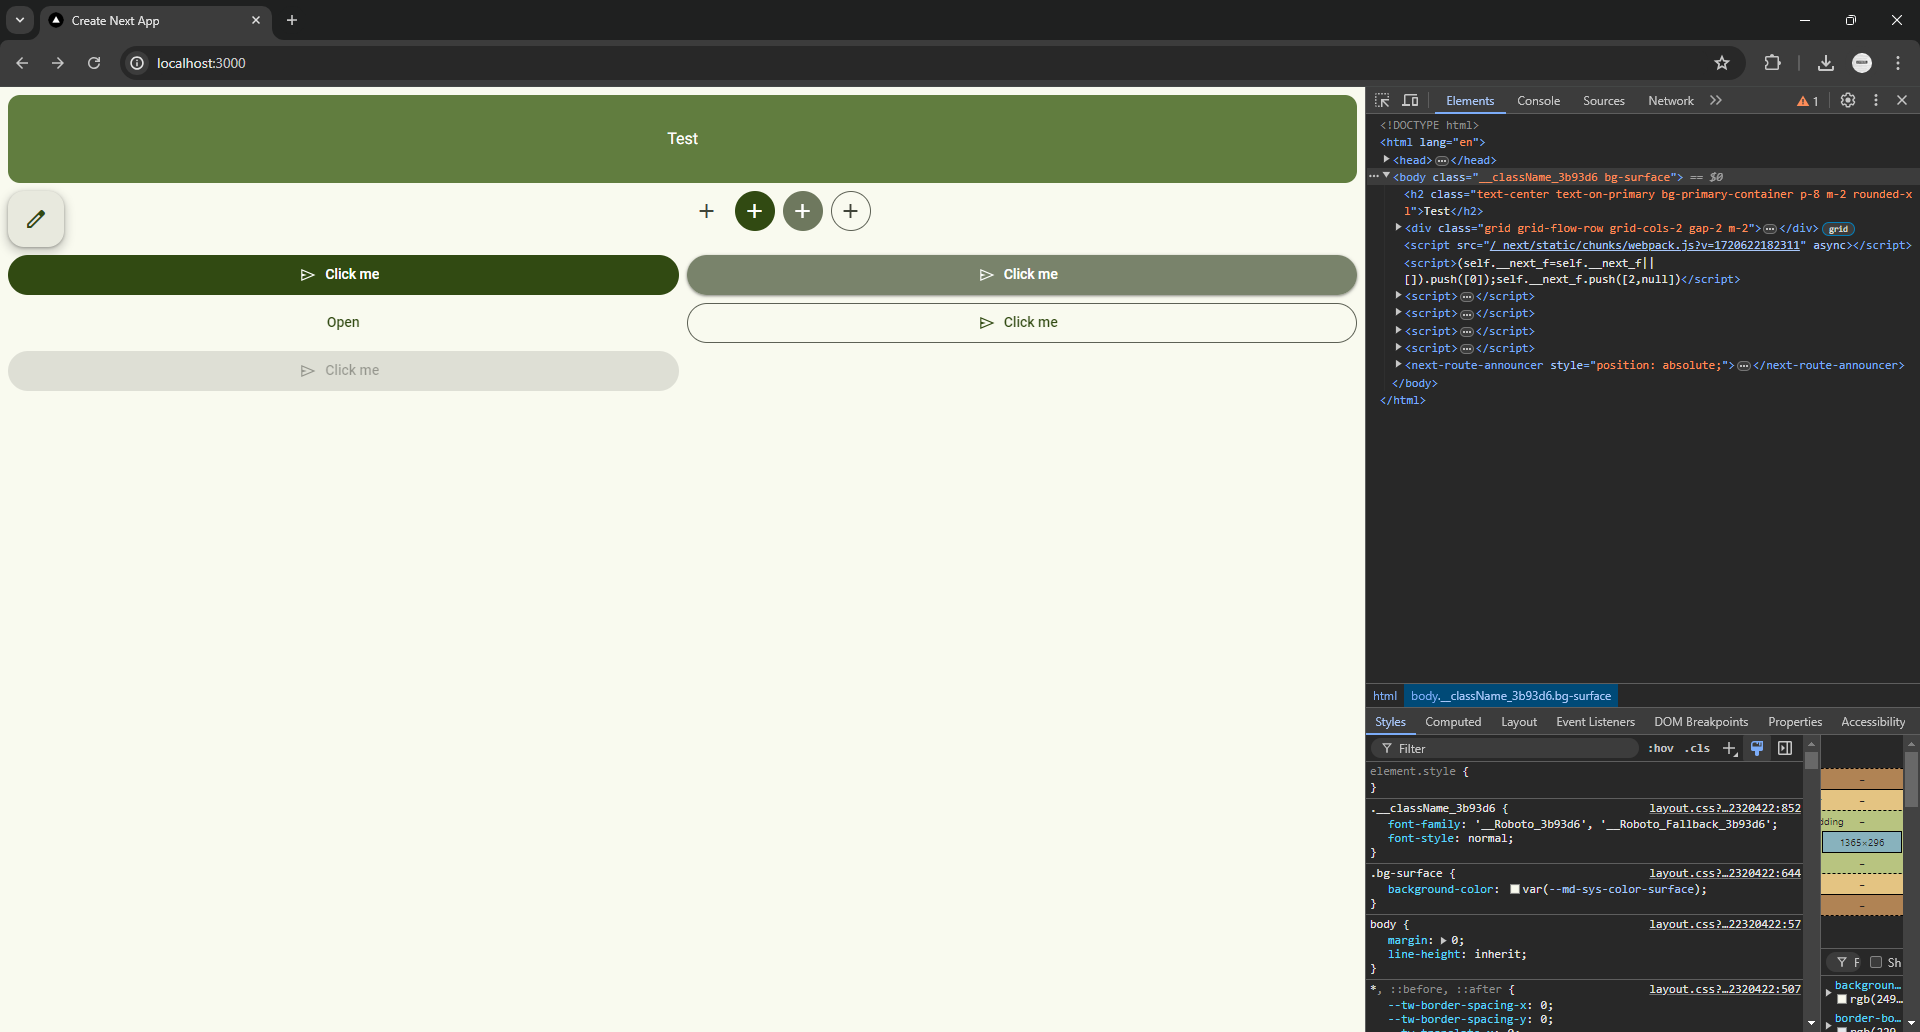 Create Next App
localhost:3000
Test
Click me
Click me
Open
Click me
Click me
Elements
Console
Sources
Network
1
<!DOCTYPE html>
<html lang="en">
<head> </head>
<body class="__className_3b93d6 bg-surface"> == $0
<h2 class="text-center text-on-primary bg-primary-container p-8 m-2 rounded-x
l">Test</h2>
<div class="grid grid-flow-row grid-cols-2 gap-2 m-2"> </div> grid
<script src="/_next/static/chunks/webpack.js?v=1720622182311" async></script>
<script>(self.__next_f=self.__next_f||
[]).push([0]);self.__next_f.push([2,null])</script>
<script> </script>
<script> </script>
<script> </script>
<script> </script>
<next-route-announcer style="position: absolute;"> </next-route-announcer>
</body>
</html>
html
body.__className_3b93d6.bg-surface
Styles
Computed
Layout
Event Listeners
DOM Breakpoints
Properties
Accessibility
Filter
:hov
.cls
element.style {
}
.__className_3b93d6 { layout.css?…2320422:852
font-family: '__Roboto_3b93d6', '__Roboto_Fallback_3b93d6';
font-style: normal;
}
.bg-surface { layout.css?…2320422:644
background-color: var(--md-sys-color-surface);
}
body { layout.css?…22320422:57
margin: 0;
line-height: inherit;
}
*, ::before, ::after { layout.css?…2320422:507
--tw-border-spacing-x: 0;
--tw-border-spacing-y: 0;
dding
1365×296
F
Sh
backgroun…
rgb(249…
border-bo…